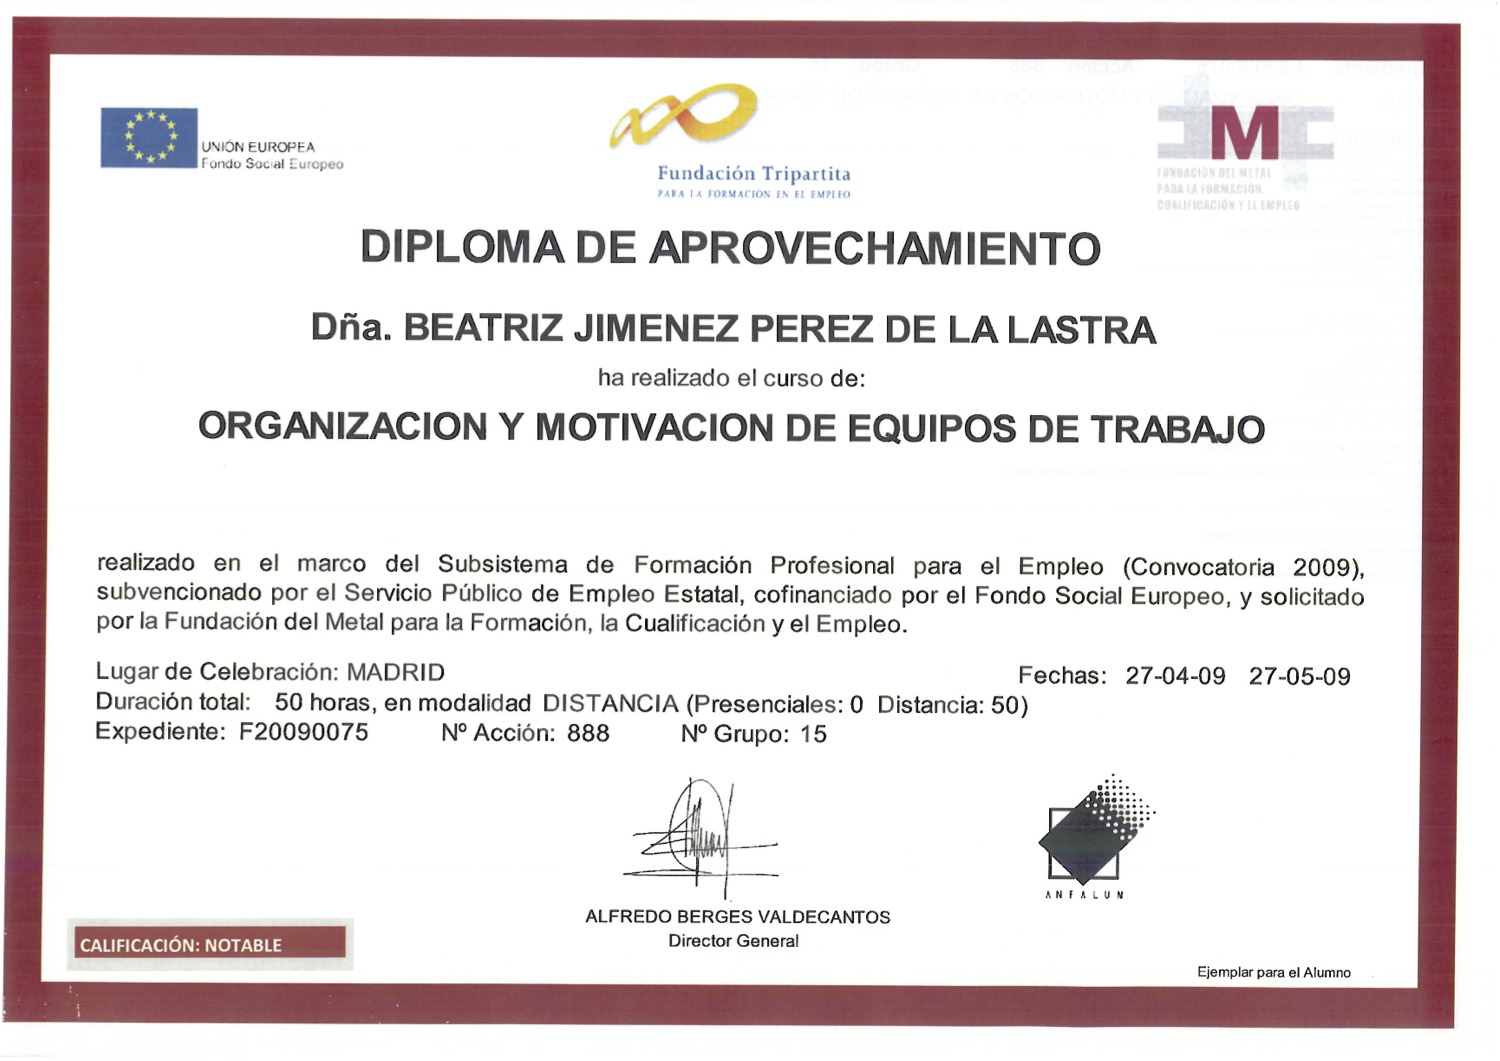 UNIÓN EUROPEA
Fondo Social Europeo
Fundación Tripartita
PARA LA FORMACIÓN EN EL EMPLEO
FUNDACIÓN DEL METAL
PARA LA FORMACIÓN
CUALIFICACIÓN Y EL EMPLEO
DIPLOMA DE APROVECHAMIENTO
Dña. BEATRIZ JIMENEZ PEREZ DE LA LASTRA
ha realizado el curso de:
ORGANIZACION Y MOTIVACION DE EQUIPOS DE TRABAJO
realizado en el marco del Subsistema de Formación Profesional para el Empleo (Convocatoria 2009),
subvencionado por el Servicio Público de Empleo Estatal, cofinanciado por el Fondo Social Europeo, y solicitado
por la Fundación del Metal para la Formación, la Cualificación y el Empleo.
Lugar de Celebración: MADRID Fechas: 27-04-09 27-05-09
Duración total: 50 horas, en modalidad DISTANCIA (Presenciales: 0 Distancia: 50)
Expediente: F20090075 Nº Acción: 888 Nº Grupo: 15
ANFALUM
ALFREDO BERGES VALDECANTOS
Director General
CALIFICACIÓN: NOTABLE
Ejemplar para el Alumno